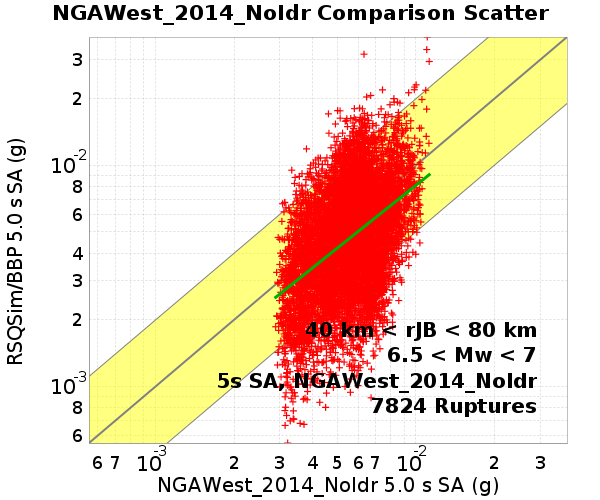 NGAWest_2014_NoIdr Comparison Scatter
RSQSim/BBP 5.0 s SA (g)
3
2
10-2
8
6
4
3
2
10-3
8
6
40 km < rJB < 80 km
6.5 < Mw < 7
5s SA, NGAWest_2014_NoIdr
7824 Ruptures
6 7 10-3 2 3 4 5 6 7 10-2 2 3
NGAWest_2014_NoIdr 5.0 s SA (g)